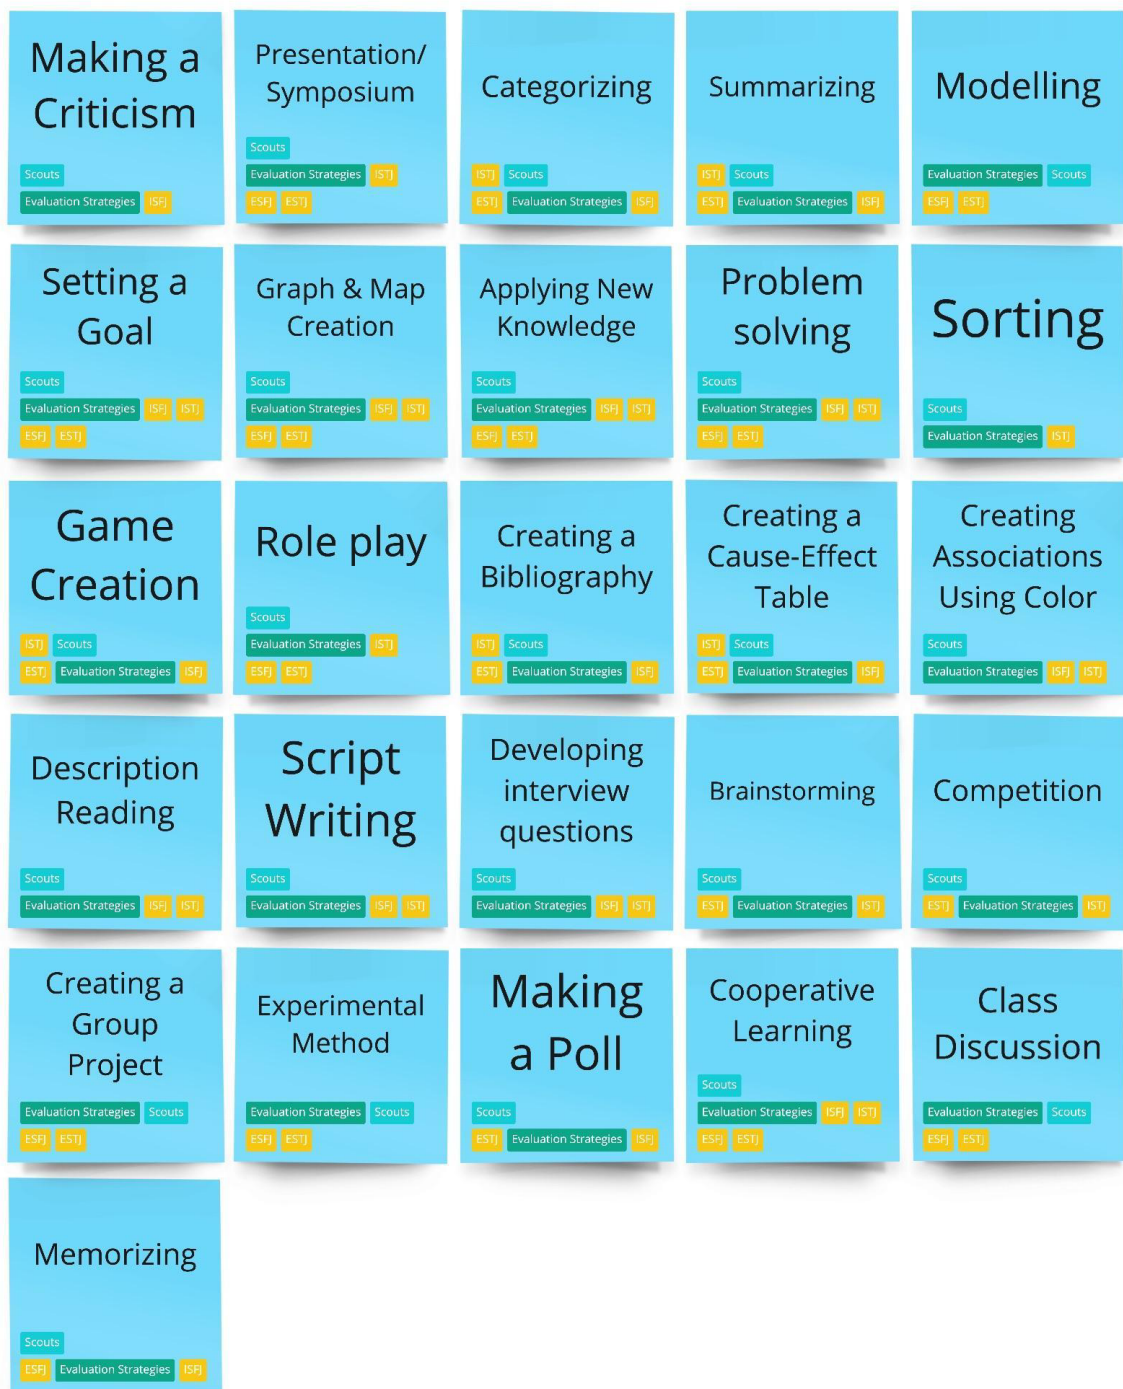 Making a
Criticism
Scouts
Evaluation Strategies ISFJ
Presentation/
Symposium
Scouts
Evaluation Strategies ISTJ
ESFJ ESTJ
Categorizing
ISTJ Scouts
ESTJ Evaluation Strategies ISFJ
Summarizing
ISTJ Scouts
ESTJ Evaluation Strategies ISFJ
Modelling
Evaluation Strategies Scouts
ESFJ ESTJ
Setting a
Goal
Scouts
Evaluation Strategies ISFJ ISTJ
ESFJ ESTJ
Graph & Map
Creation
Scouts
Evaluation Strategies ISFJ ISTJ
ESFJ ESTJ
Applying New
Knowledge
Scouts
Evaluation Strategies ISFJ ISTJ
ESFJ ESTJ
Problem
solving
Scouts
Evaluation Strategies ISFJ ISTJ
ESFJ ESTJ
Sorting
Scouts
Evaluation Strategies ISTJ
Game
Creation
ISTJ Scouts
ESTJ Evaluation Strategies ISFJ
Role play
Scouts
Evaluation Strategies ISTJ
ESFJ ESTJ
Creating a
Bibliography
ISTJ Scouts
ESTJ Evaluation Strategies ISFJ
Creating a
Cause-Effect
Table
ISTJ Scouts
ESTJ Evaluation Strategies ISFJ
Creating
Associations
Using Color
Scouts
Evaluation Strategies ISFJ ISTJ
Description
Reading
Scouts
Evaluation Strategies ISFJ ISTJ
Script
Writing
Scouts
Evaluation Strategies ISFJ ISTJ
Developing
interview
questions
Scouts
Evaluation Strategies ISFJ ISTJ
Brainstorming
Scouts
ESTJ Evaluation Strategies ISTJ
Competition
Scouts
ESTJ Evaluation Strategies ISTJ
Creating a
Group
Project
Evaluation Strategies Scouts
ESFJ ESTJ
Experimental
Method
Evaluation Strategies Scouts
ESFJ ESTJ
Making
a Poll
Scouts
ESTJ Evaluation Strategies ISFJ
Cooperative
Learning
Scouts
Evaluation Strategies ISFJ ISTJ
ESFJ ESTJ
Class
Discussion
Evaluation Strategies Scouts
ESFJ ESTJ
Memorizing
Scouts
ESFJ Evaluation Strategies ISFJ